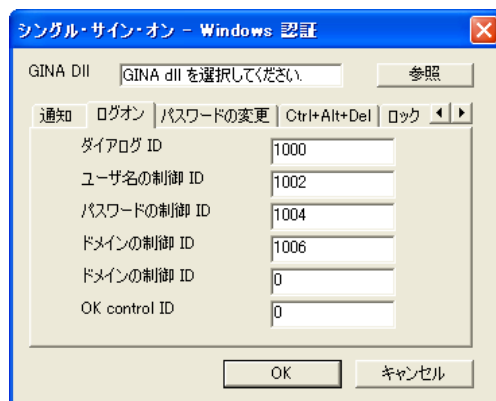 シングル・サイン・オン - Windows 認証
GINA Dll GINA dll を選択してください. 参照
通知 ログオン パスワードの変更 Ctrl+Alt+Del ロック
ダイアログ ID 1000
ユーザ名の制御 ID 1002
パスワードの制御 ID 1004
ドメインの制御 ID 1006
ドメインの制御 ID 0
OK control ID 0
OK キャンセル